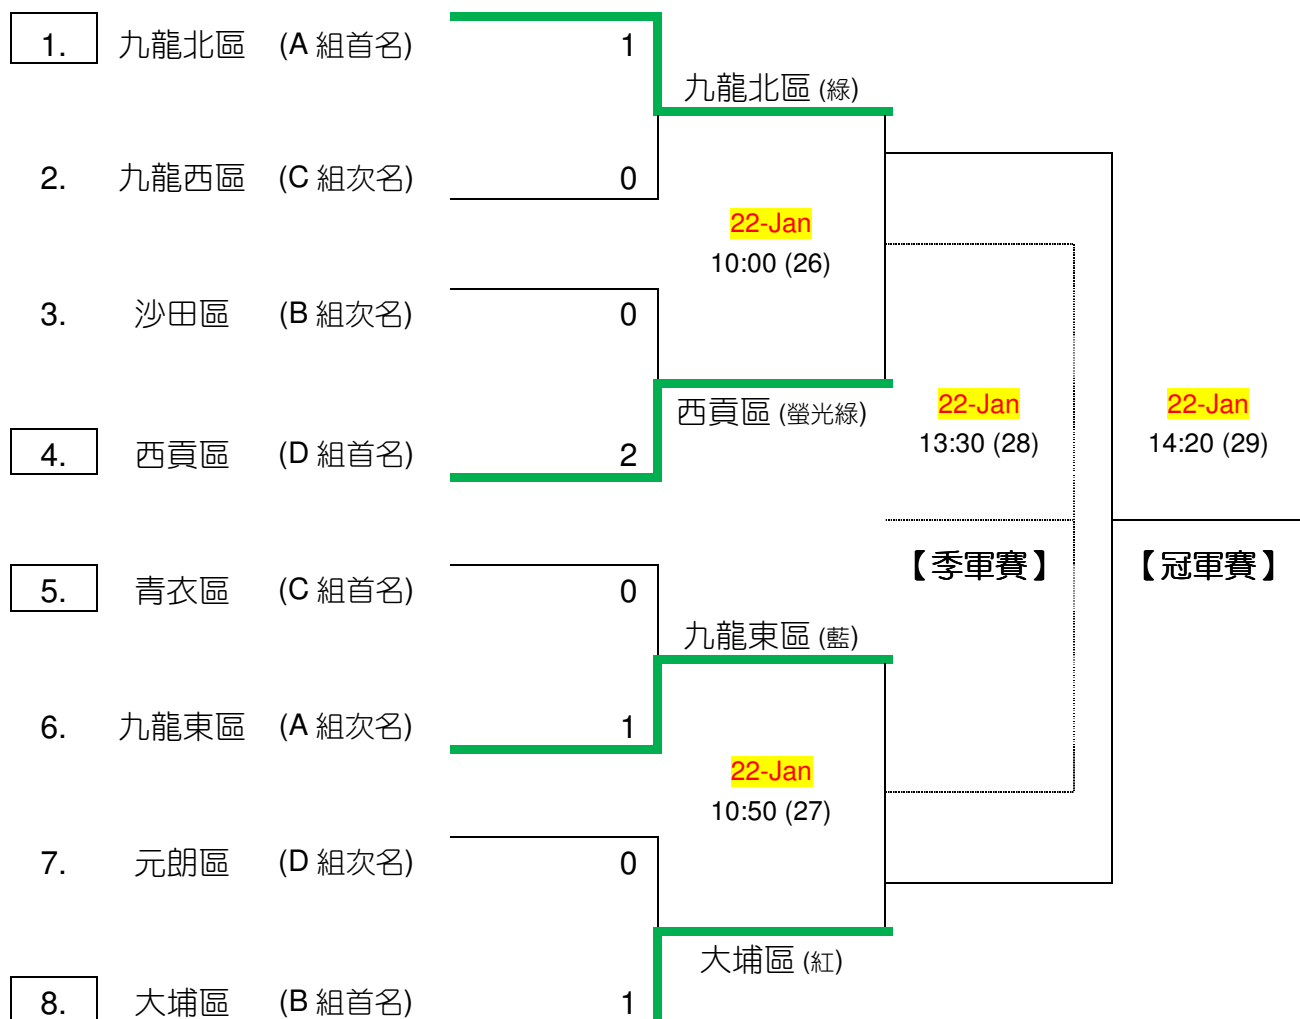 1. 九龍北區 (A 組首名) 1
九龍北區 (綠)
2. 九龍西區 (C 組次名) 0
22-Jan
10:00 (26)
3. 沙田區 (B 組次名) 0
西貢區 (螢光綠)
22-Jan
22-Jan
13:30 (28)
14:20 (29)
4. 西貢區 (D 組首名) 2
【季軍賽】
【冠軍賽】
5. 青衣區 (C 組首名) 0
九龍東區 (藍)
6. 九龍東區 (A 組次名) 1
22-Jan
10:50 (27)
7. 元朗區 (D 組次名) 0
大埔區 (紅)
8. 大埔區 (B 組首名) 1